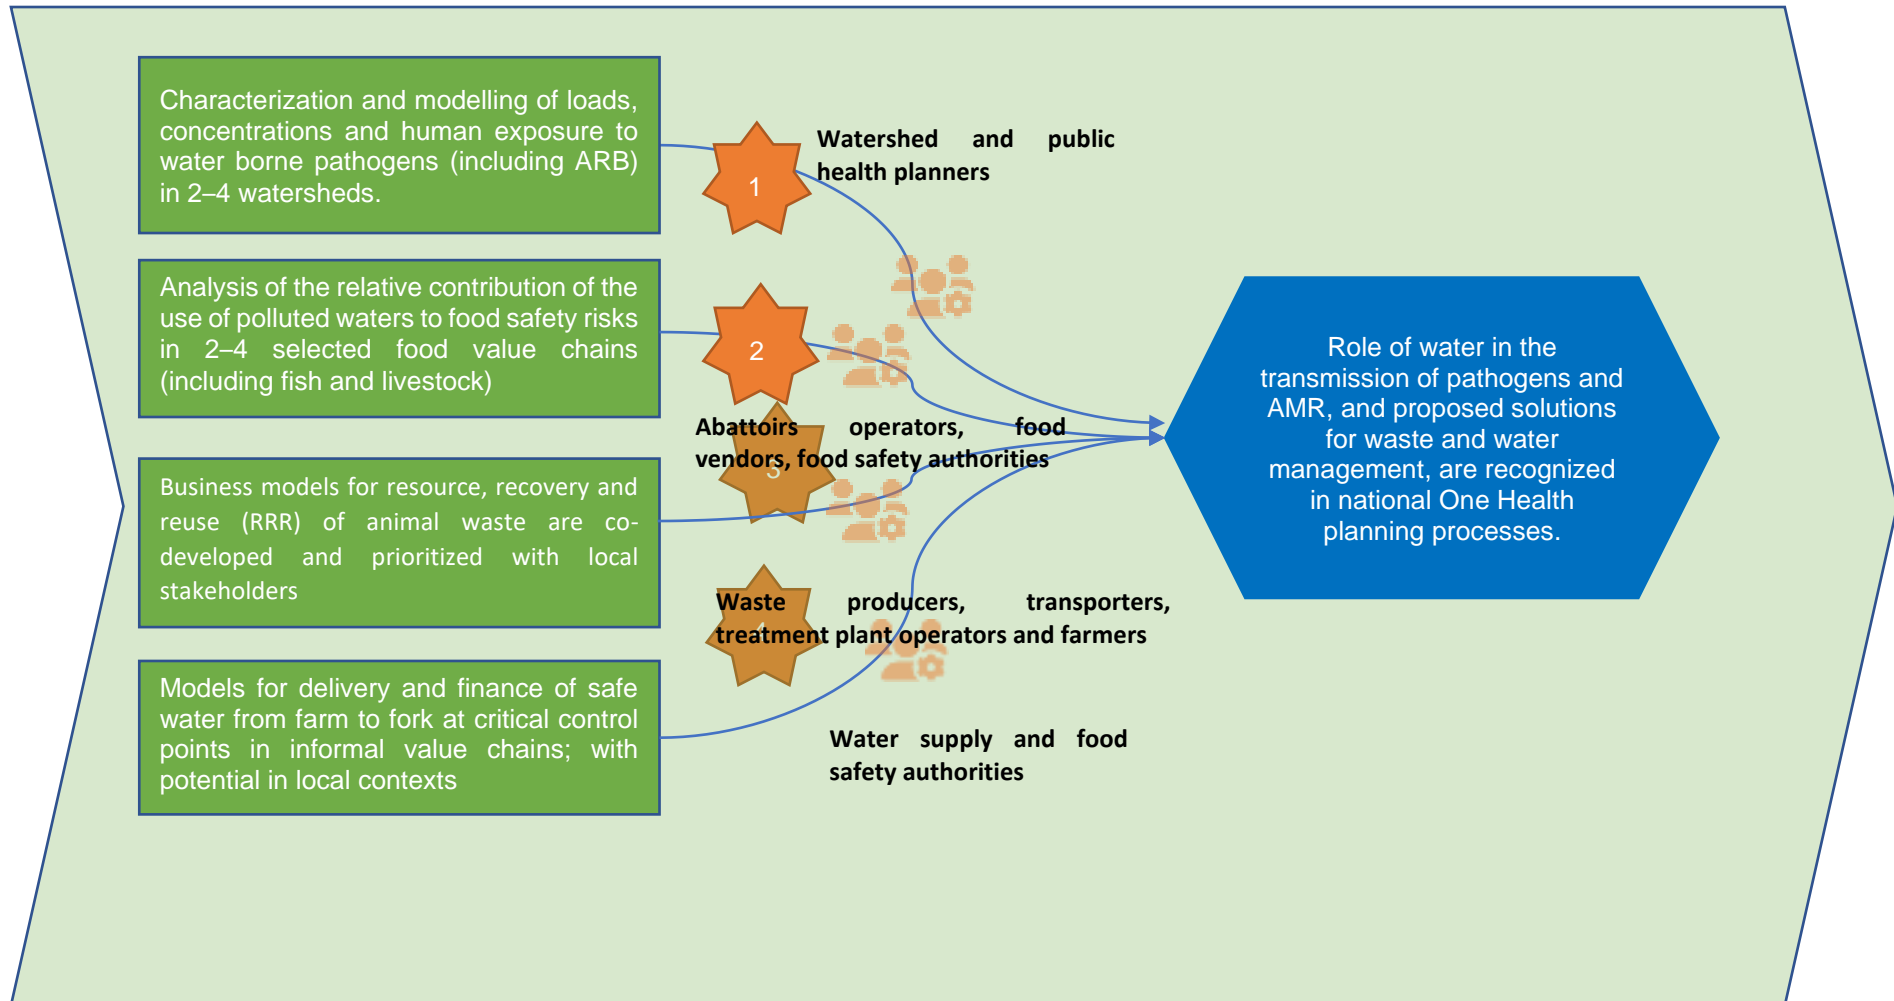 Characterization and modelling of loads,
concentrations and human exposure to
water borne pathogens (including ARB)
in 2–4 watersheds.
1
Watershed and public
health planners
Analysis of the relative contribution of the
use of polluted waters to food safety risks
in 2–4 selected food value chains
(including fish and livestock)
2
Abattoirs operators, food
vendors, food safety authorities
3
Business models for resource, recovery and
reuse (RRR) of animal waste are co-
developed and prioritized with local
stakeholders
4
Waste producers, transporters,
treatment plant operators and farmers
Models for delivery and finance of safe
water from farm to fork at critical control
points in informal value chains; with
potential in local contexts
Water supply and food
safety authorities
Role of water in the
transmission of pathogens and
AMR, and proposed solutions
for waste and water
management, are recognized
in national One Health
planning processes.